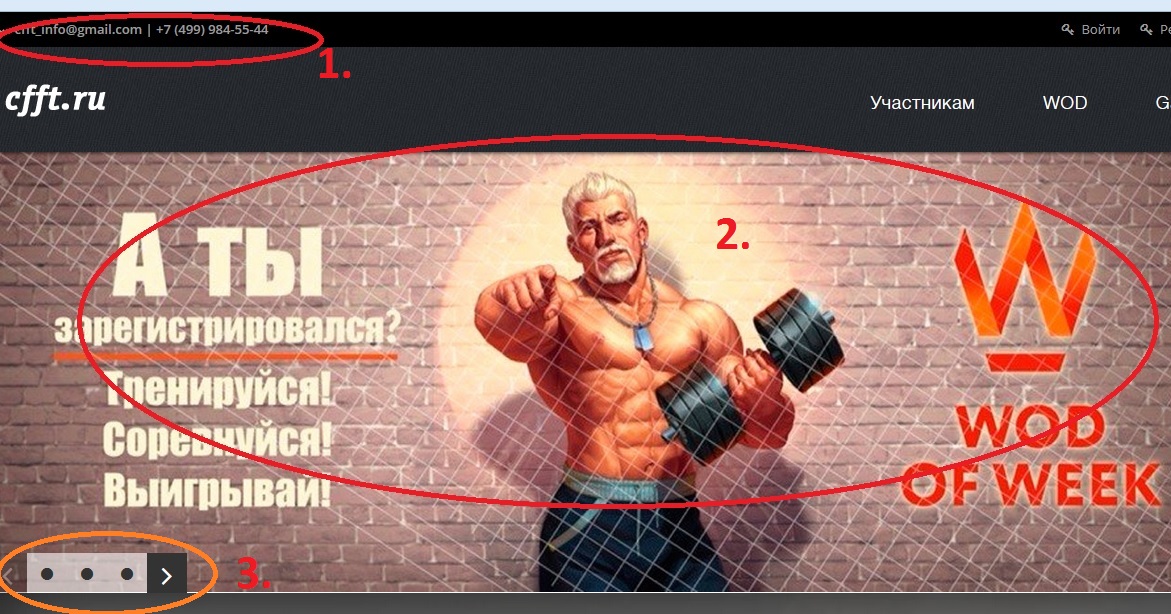 cfft_info@gmail.com | +7 (499) 984-55-44
Войти
1.
cfft.ru
Участникам
WOD
2.
А ты
зарегистрировался?
Тренируйся!
Соревнуйся!
Выигрывай!
W
WOD
OF WEEK
3.